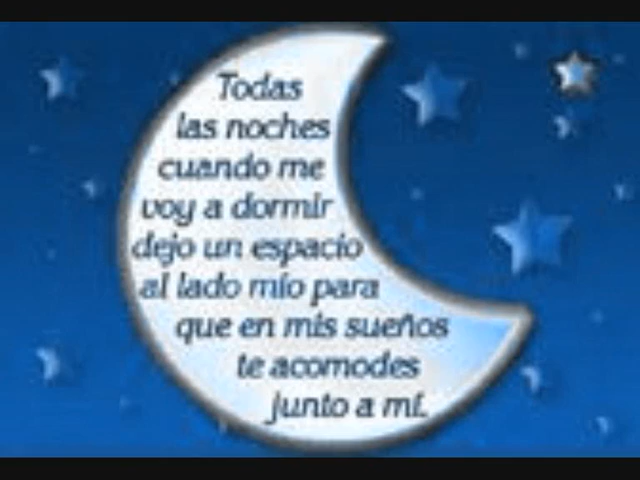 Todas
las noches
cuando me
voy a dormir
dejo un espacio
al lado mío para
que en mis sueños
te acomodes
junto a mí.